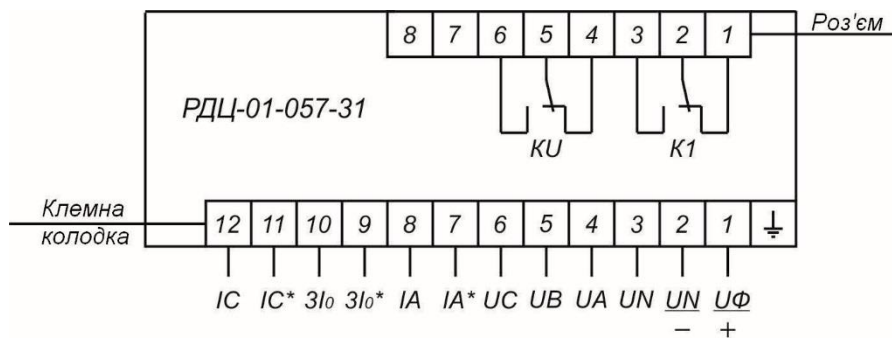 8 7 6 5 4 3 2 1
Роз'єм
РДЦ-01-057-31
KU K1
Клемна
колодка
12 11 10 9 8 7 6 5 4 3 2 1
IC IC* 3I₀ 3I₀* IA IA* UC UB UA UN UN UФ
− +